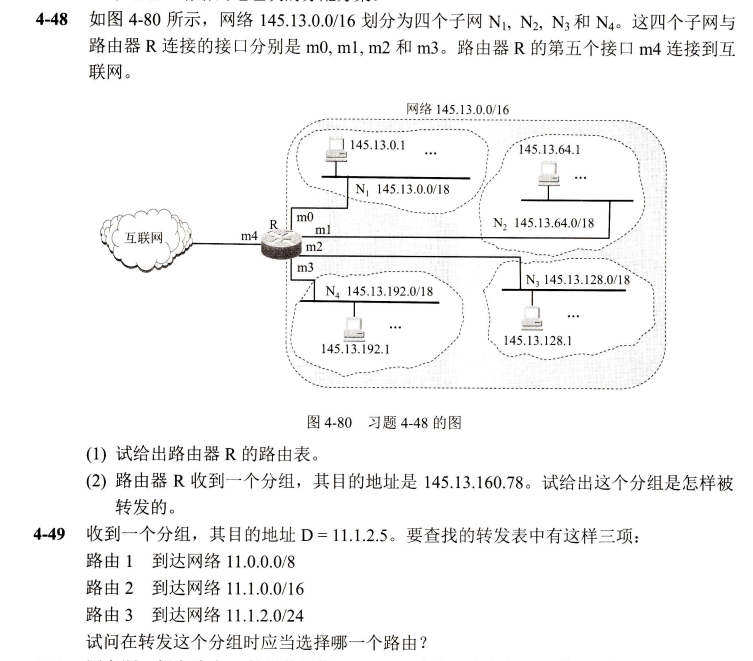 4-48 如图 4-80 所示，网络 145.13.0.0/16 划分为四个子网 N₁, N₂, N₃ 和 N₄。这四个子网与
路由器 R 连接的接口分别是 m0, m1, m2 和 m3。路由器 R 的第五个接口 m4 连接到互
联网。
网络 145.13.0.0/16
145.13.0.1
...
145.13.64.1
...
N₁ 145.13.0.0/18
N₂ 145.13.64.0/18
互联网
m4
R
m0
m1
m2
m3
N₃ 145.13.128.0/18
N₄ 145.13.192.0/18
...
...
145.13.128.1
145.13.192.1
图 4-80 习题 4-48 的图
(1) 试给出路由器 R 的路由表。
(2) 路由器 R 收到一个分组，其目的地址是 145.13.160.78。试给出这个分组是怎样被
转发的。
4-49 收到一个分组，其目的地址 D = 11.1.2.5。要查找的转发表中有这样三项：
路由 1 到达网络 11.0.0.0/8
路由 2 到达网络 11.1.0.0/16
路由 3 到达网络 11.1.2.0/24
试问在转发这个分组时应当选择哪一个路由？